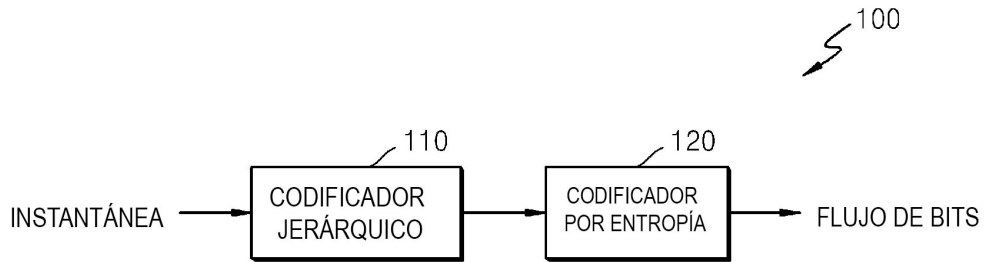 100
110
120
INSTANTÁNEA
CODIFICADOR
JERÁRQUICO
CODIFICADOR
POR ENTROPÍA
FLUJO DE BITS